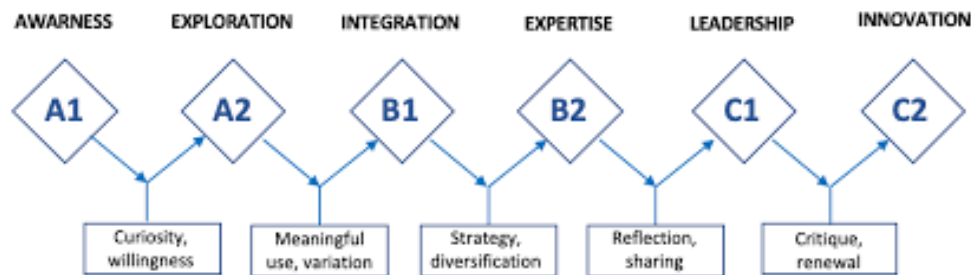 AWARNESS EXPLORATION INTEGRATION EXPERTISE LEADERSHIP INNOVATION
A1 A2 B1 B2 C1 C2
Curiosity,
willingness
Meaningful
use, variation
Strategy,
diversification
Reflection,
sharing
Critique,
renewal